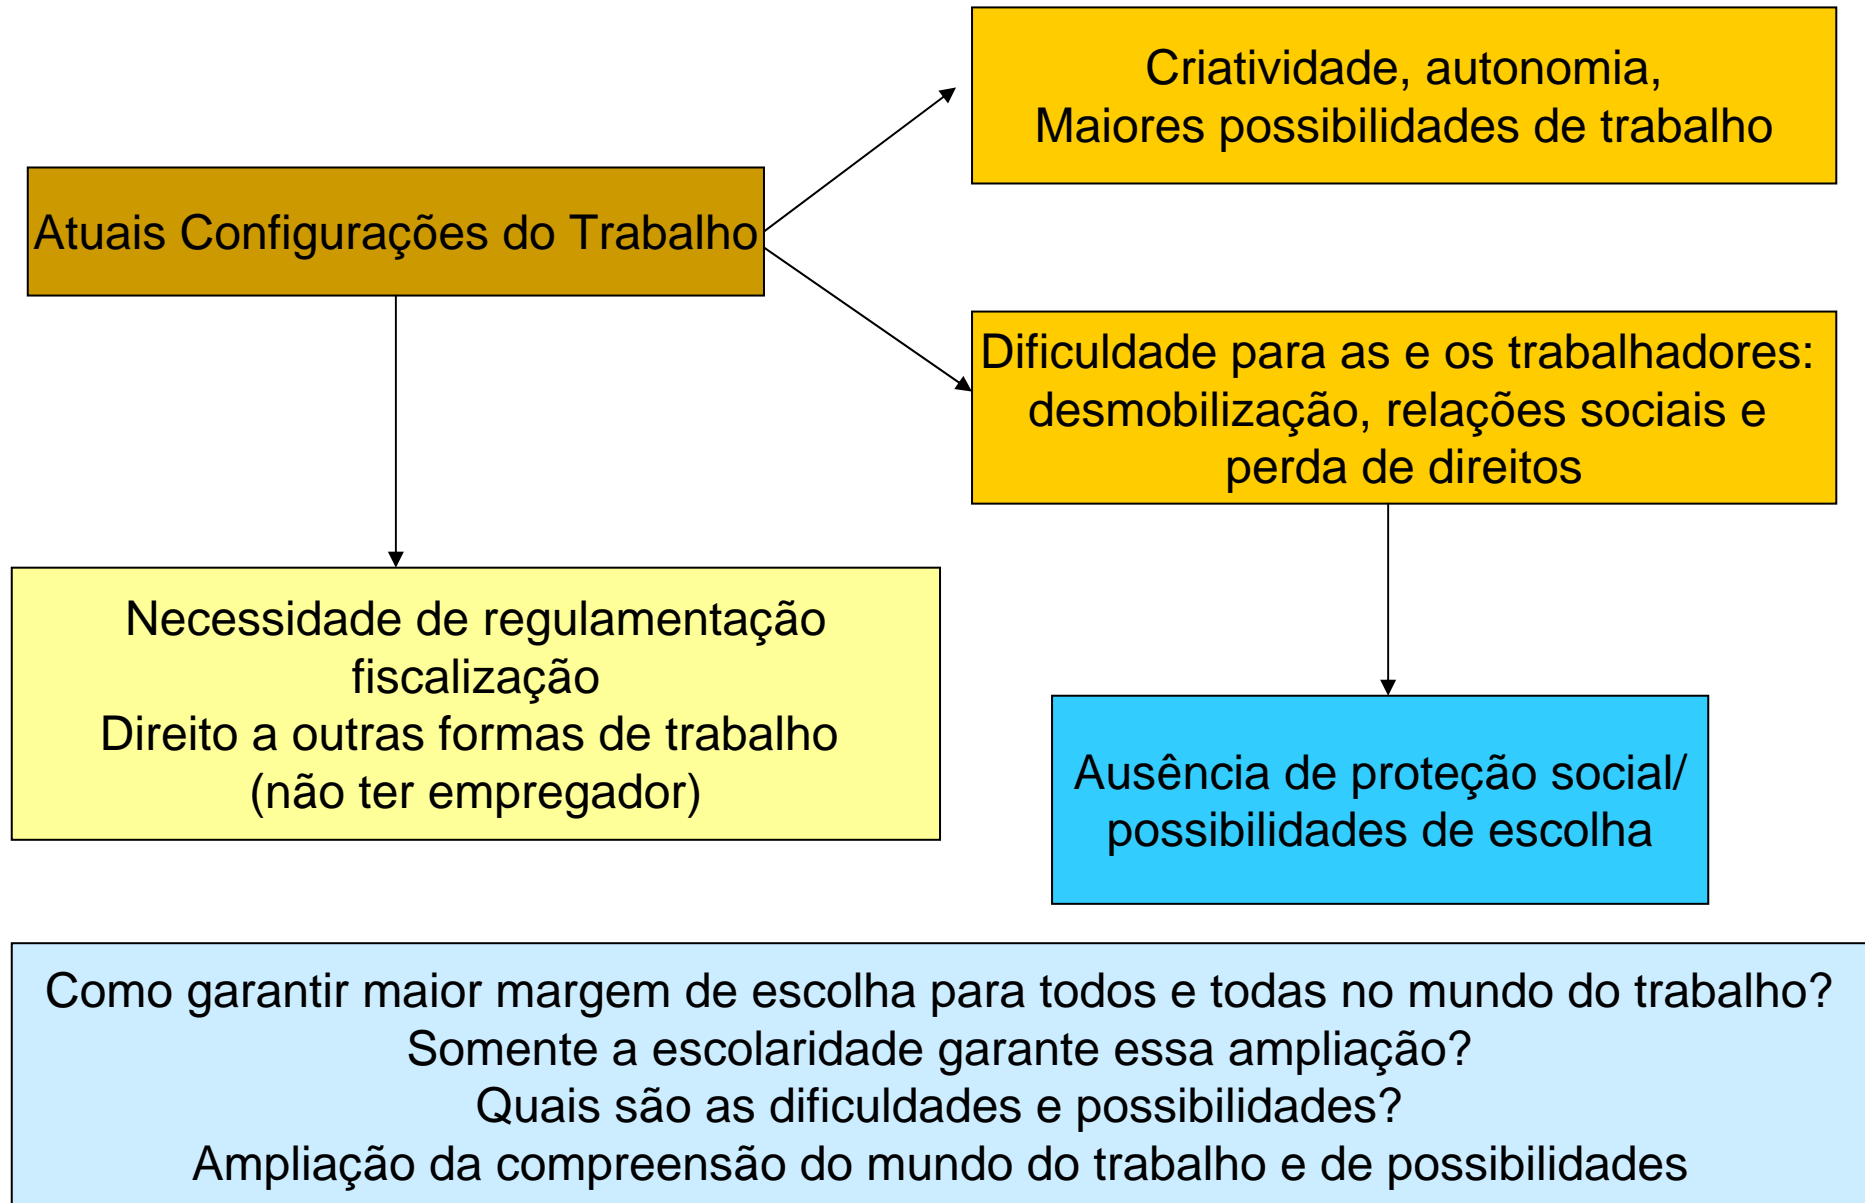 Criatividade, autonomia,
Maiores possibilidades de trabalho
Atuais Configurações do Trabalho
Dificuldade para as e os trabalhadores:
desmobilização, relações sociais e
perda de direitos
Necessidade de regulamentação
fiscalização
Direito a outras formas de trabalho
(não ter empregador)
Ausência de proteção social/
possibilidades de escolha
Como garantir maior margem de escolha para todos e todas no mundo do trabalho?
Somente a escolaridade garante essa ampliação?
Quais são as dificuldades e possibilidades?
Ampliação da compreensão do mundo do trabalho e de possibilidades